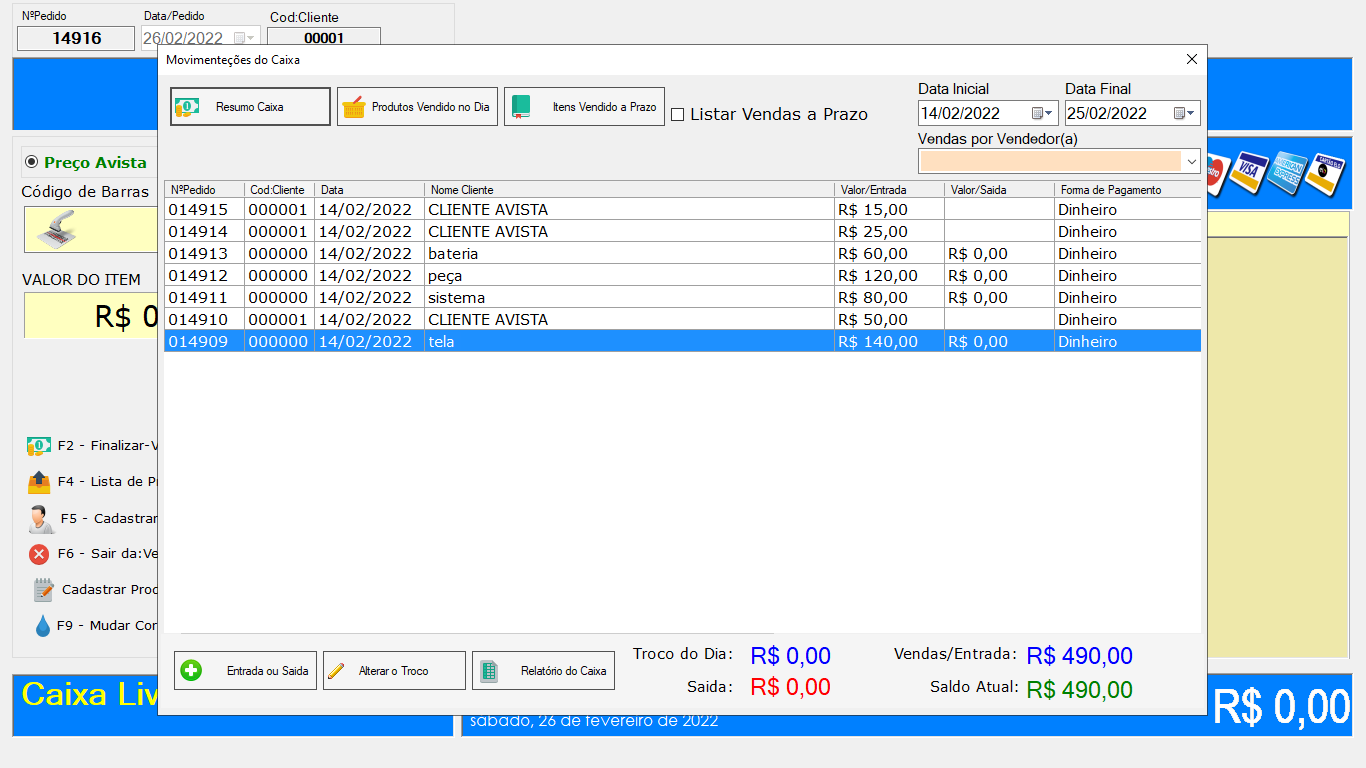 NºPedido Data/Pedido Cod:Cliente
14916 26/02/2022 00001
Movimenteções do Caixa
Resumo Caixa Produtos Vendido no Dia Itens Vendido a Prazo Listar Vendas a Prazo
Data Inicial Data Final
14/02/2022 25/02/2022
Vendas por Vendedor(a)
Preço Avista
Código de Barras
VALOR DO ITEM
R$ 0
VISA
AMERICAN EXPRESS
NºPedido Cod:Cliente Data Nome Cliente Valor/Entrada Valor/Saida Forma de Pagamento
014915 000001 14/02/2022 CLIENTE AVISTA R$ 15,00 Dinheiro
014914 000001 14/02/2022 CLIENTE AVISTA R$ 25,00 Dinheiro
014913 000000 14/02/2022 bateria R$ 60,00 R$ 0,00 Dinheiro
014912 000000 14/02/2022 peça R$ 120,00 R$ 0,00 Dinheiro
014911 000000 14/02/2022 sistema R$ 80,00 R$ 0,00 Dinheiro
014910 000001 14/02/2022 CLIENTE AVISTA R$ 50,00 Dinheiro
014909 000000 14/02/2022 tela R$ 140,00 R$ 0,00 Dinheiro
F2 - Finalizar-V
F4 - Lista de Pr
F5 - Cadastrar
F6 - Sair da:Ve
Cadastrar Prod
F9 - Mudar Cor
Entrada ou Saida Alterar o Troco Relatório do Caixa
Troco do Dia: R$ 0,00 Vendas/Entrada: R$ 490,00
Saida: R$ 0,00 Saldo Atual: R$ 490,00
Caixa Liv
sábado, 26 de fevereiro de 2022
R$ 0,00